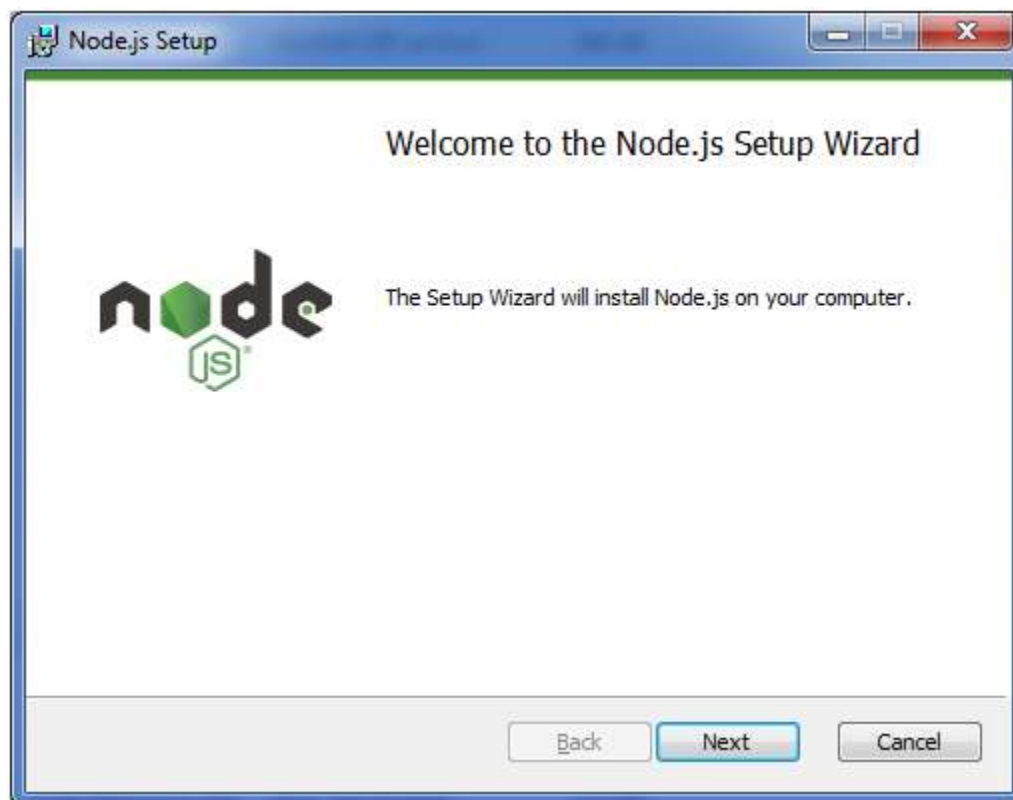 Node.js Setup
Welcome to the Node.js Setup Wizard
The Setup Wizard will install Node.js on your computer.
node
JS®
Back
Next
Cancel